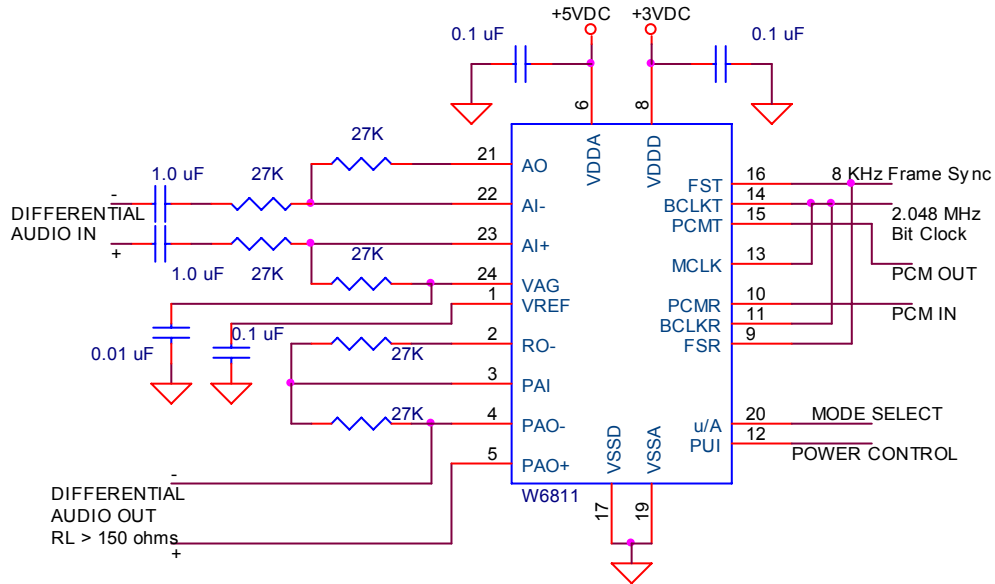 +5VDC
+3VDC
0.1 uF
0.1 uF
6
8
VDDA
VDDD
27K
21
AO
1.0 uF
27K
22
AI-
-
DIFFERENTIAL
AUDIO IN
+
23
AI+
1.0 uF
27K
27K
24
VAG
1
VREF
0.01 uF
0.1 uF
2
RO-
27K
3
PAI
27K
4
PAO-
5
PAO+
-
DIFFERENTIAL
AUDIO OUT
RL > 150 ohms
+
W6811
17
VSSD
19
VSSA
FST
16
8 KHz Frame Sync
BCLKT
14
2.048 MHz
Bit Clock
PCMT
15
MCLK
13
PCM OUT
PCMR
10
PCM IN
BCLKR
11
FSR
9
u/A
20
MODE SELECT
PUI
12
POWER CONTROL